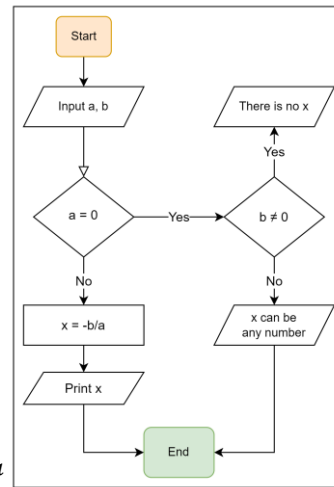 Start
Input a, b
There is no x
Yes
a = 0
Yes
b ≠ 0
No
No
x = -b/a
x can be
any number
Print x
End